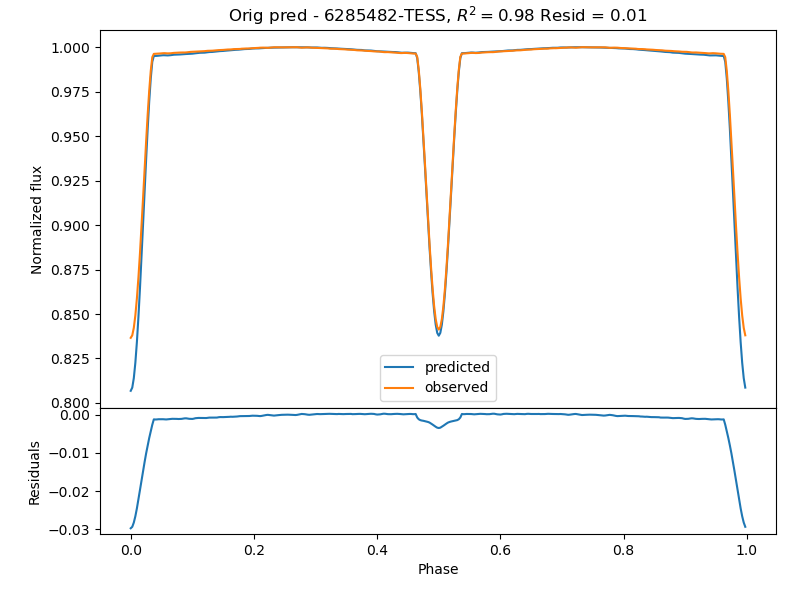 Orig pred - 6285482-TESS, $R^2 = 0.98$ Resid = 0.01
1.000
0.975
0.950
0.925
0.900
0.875
0.850
0.825
0.800
Normalized flux
predicted
observed
0.00
−0.01
−0.02
−0.03
Residuals
0.0 0.2 0.4 0.6 0.8 1.0
Phase